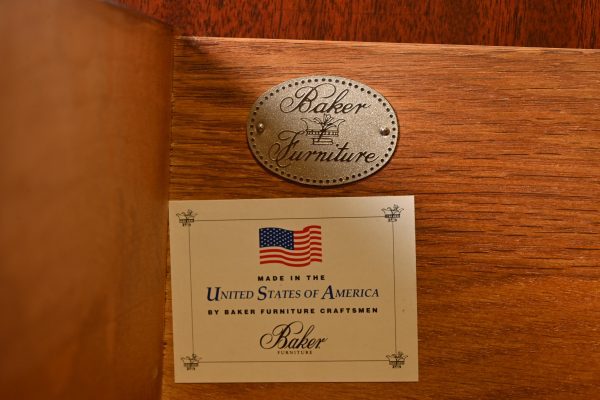 Baker
Furniture
MADE IN THE
UNITED STATES OF AMERICA
BY BAKER FURNITURE CRAFTSMEN
Baker
FURNITURE